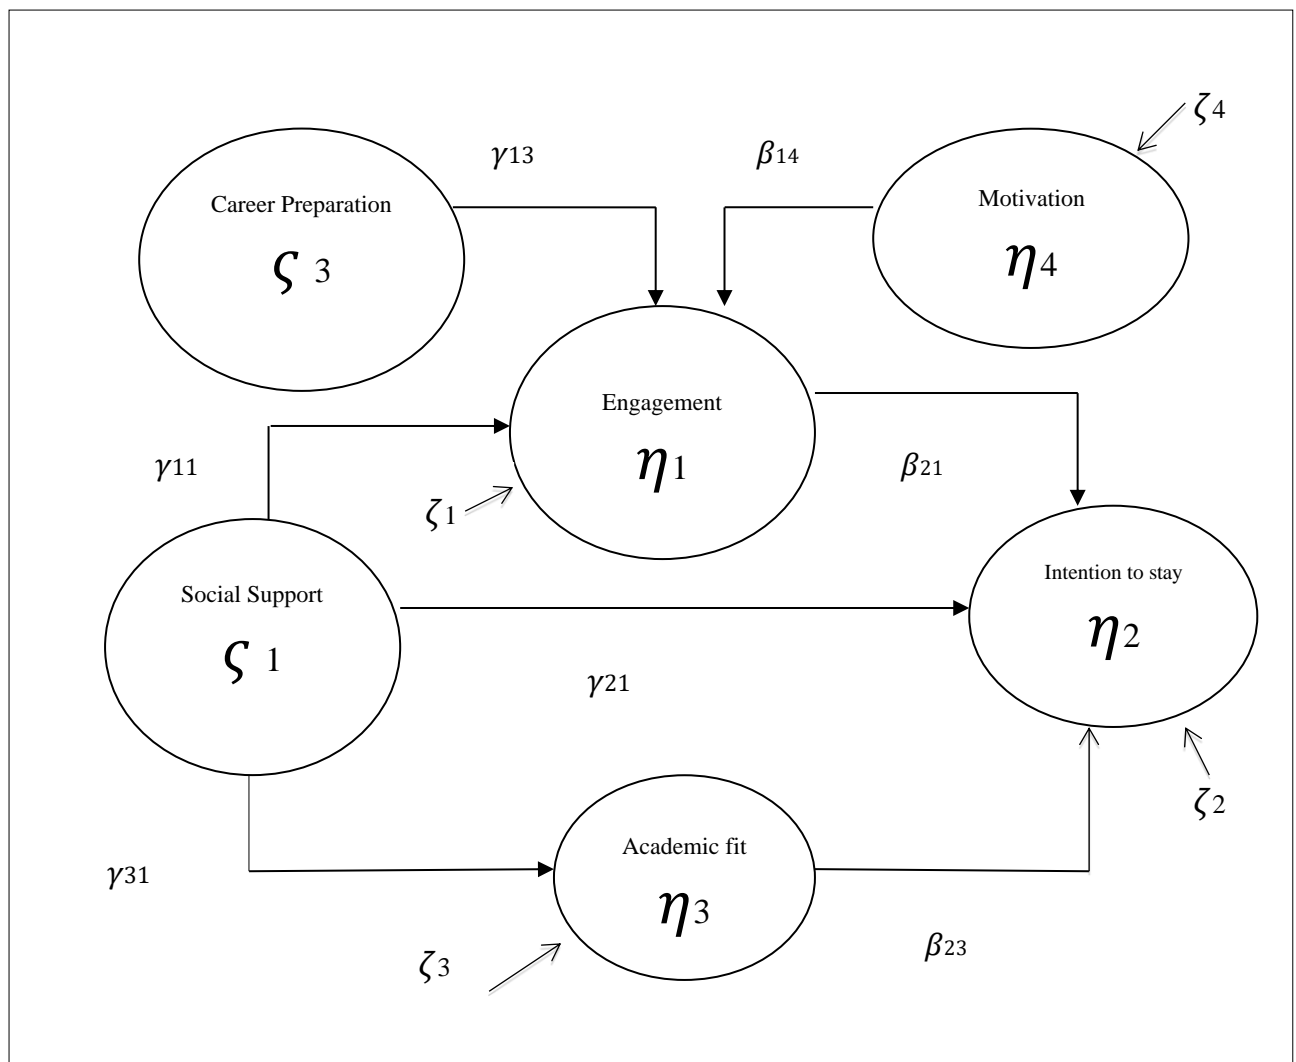 ζ4
γ13
β14
Career Preparation
ς 3
Motivation
η4
Engagement
η1
γ11
β21
ζ1
Social Support
ς 1
Intention to stay
η2
γ21
ζ2
Academic fit
η3
γ31
β23
ζ3